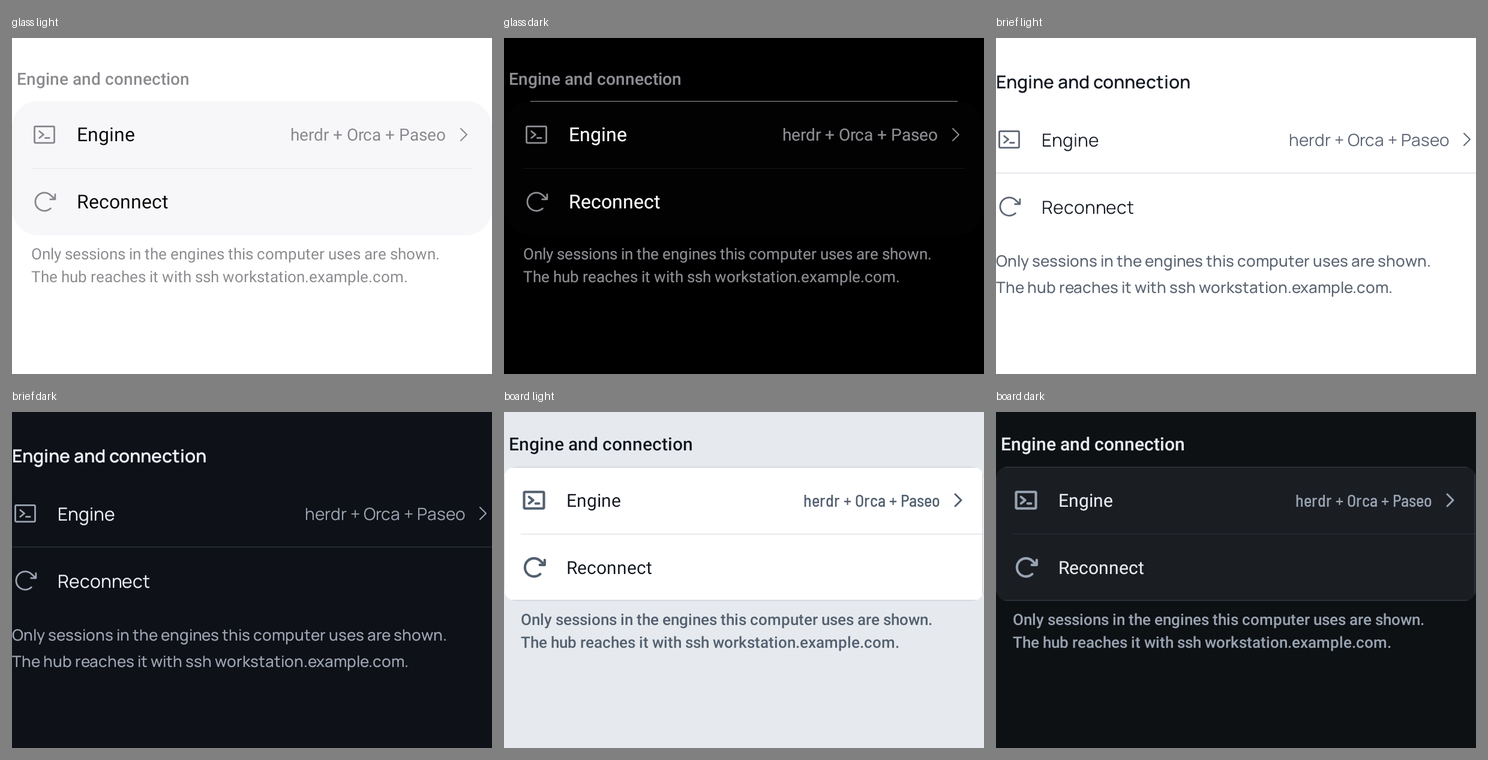 glass light
Engine and connection
Engine herdr + Orca + Paseo
Reconnect
Only sessions in the engines this computer uses are shown.
The hub reaches it with ssh workstation.example.com.
glass dark
Engine and connection
Engine herdr + Orca + Paseo
Reconnect
Only sessions in the engines this computer uses are shown.
The hub reaches it with ssh workstation.example.com.
brief light
Engine and connection
Engine herdr + Orca + Paseo
Reconnect
Only sessions in the engines this computer uses are shown.
The hub reaches it with ssh workstation.example.com.
brief dark
Engine and connection
Engine herdr + Orca + Paseo
Reconnect
Only sessions in the engines this computer uses are shown.
The hub reaches it with ssh workstation.example.com.
board light
Engine and connection
Engine herdr + Orca + Paseo
Reconnect
Only sessions in the engines this computer uses are shown.
The hub reaches it with ssh workstation.example.com.
board dark
Engine and connection
Engine herdr + Orca + Paseo
Reconnect
Only sessions in the engines this computer uses are shown.
The hub reaches it with ssh workstation.example.com.